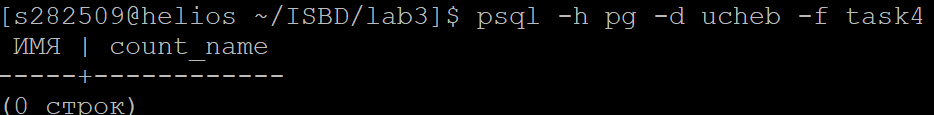 [s282509@helios ~/ISBD/lab3]$ psql -h pg -d ucheb -f task4
 ИМЯ | count_name
-----+------------
(0 строк)